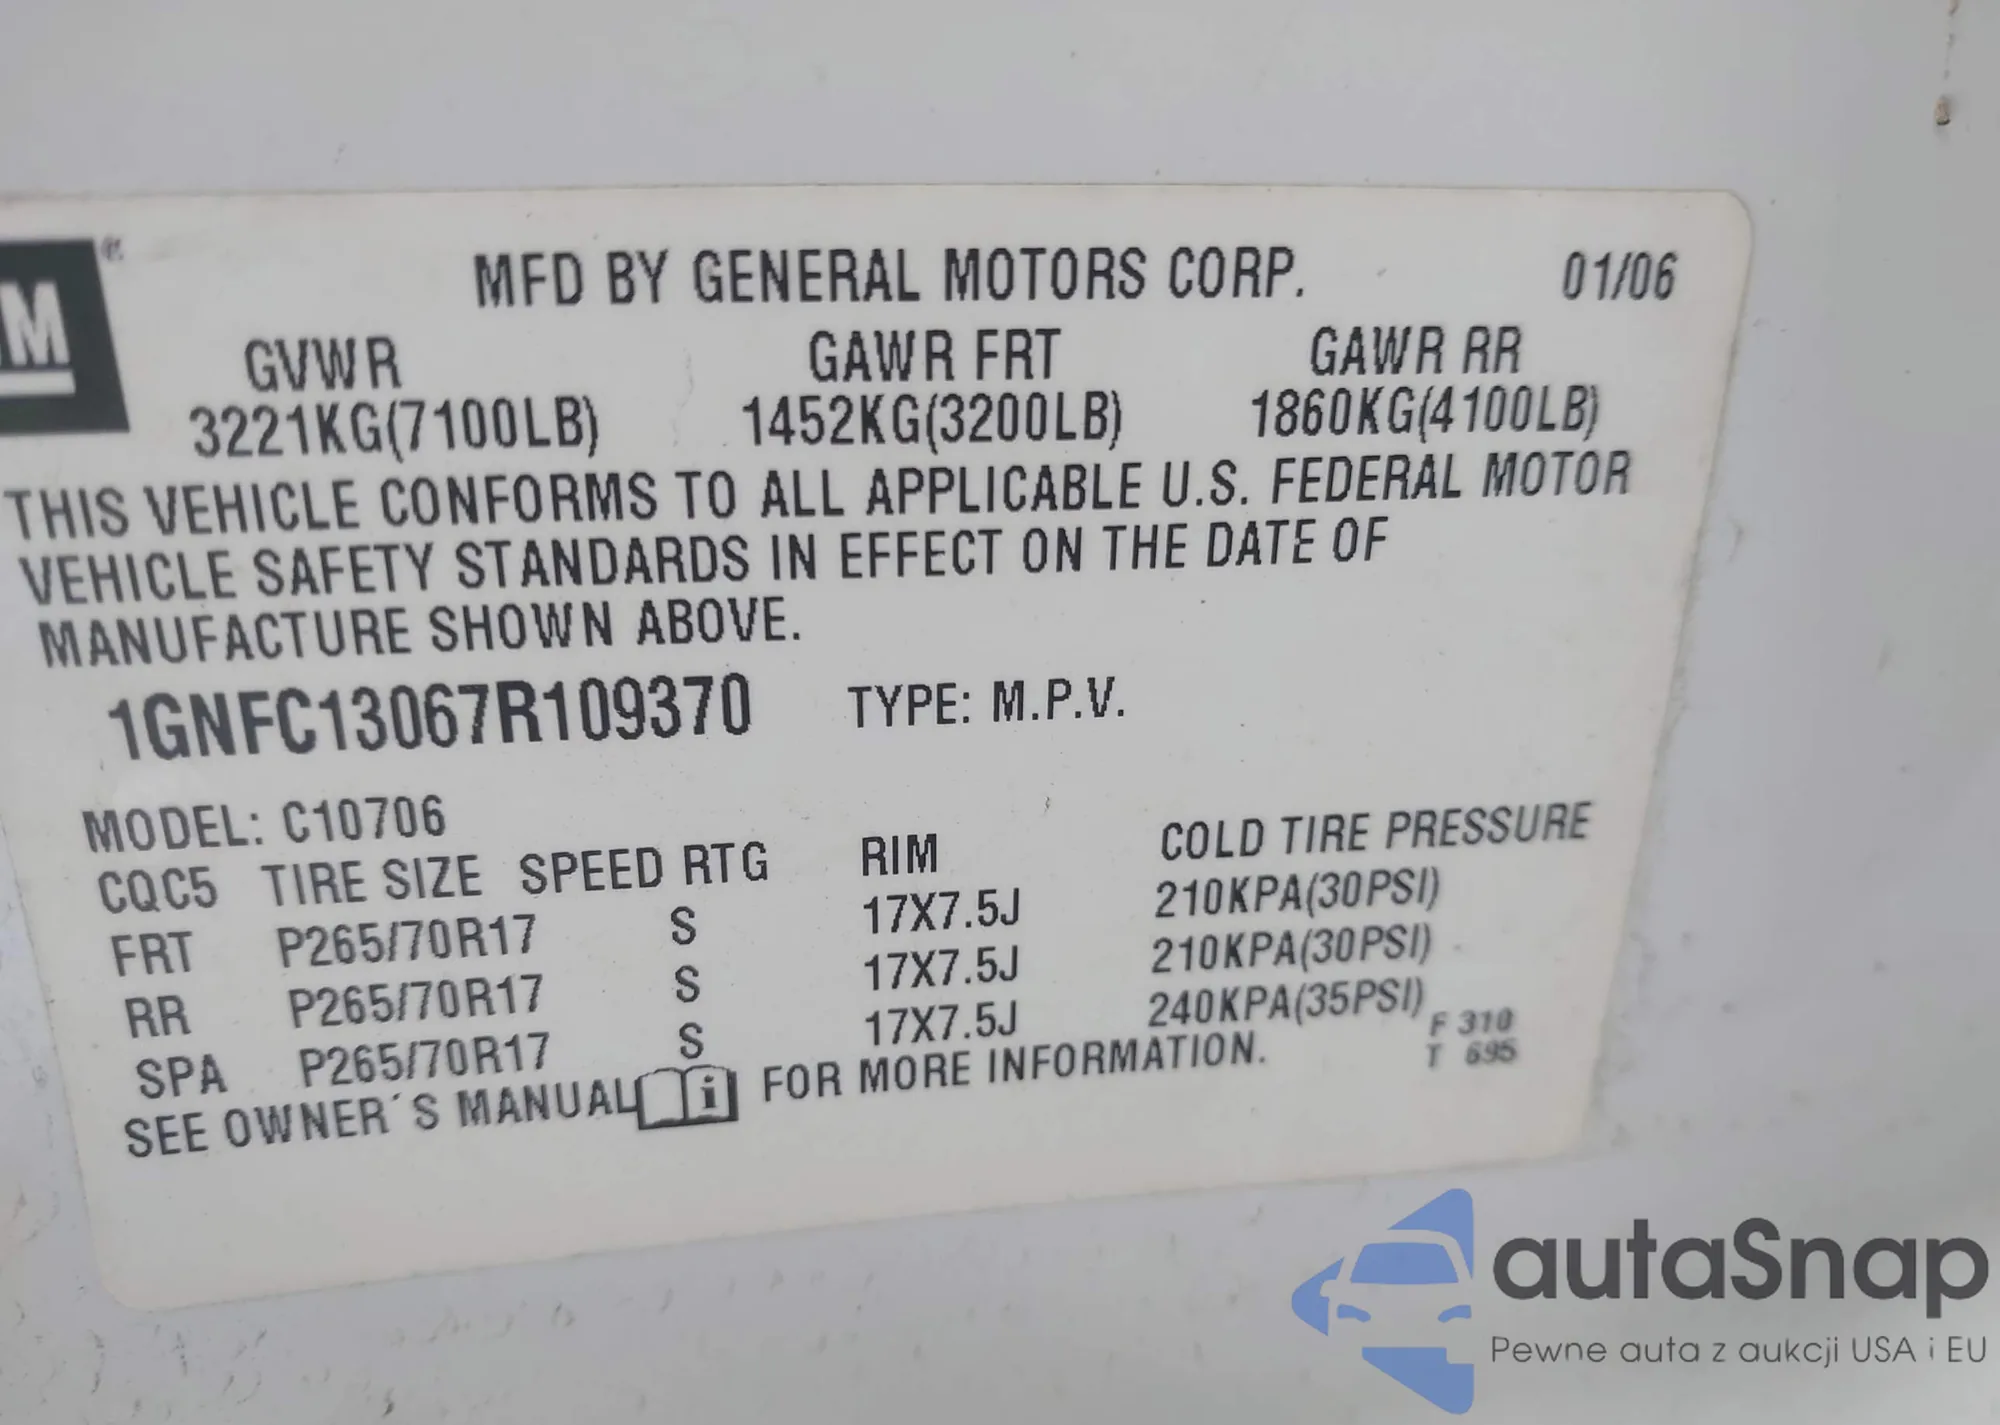 M
MFD BY GENERAL MOTORS CORP. 01/06
GVWR GAWR FRT GAWR RR
3221KG(7100LB) 1452KG(3200LB) 1860KG(4100LB)
THIS VEHICLE CONFORMS TO ALL APPLICABLE U.S. FEDERAL MOTOR
VEHICLE SAFETY STANDARDS IN EFFECT ON THE DATE OF
MANUFACTURE SHOWN ABOVE.
1GNFC13067R109370 TYPE: M.P.V.
MODEL: C10706
CQC5 TIRE SIZE SPEED RTG RIM COLD TIRE PRESSURE
FRT P265/70R17 S 17X7.5J 210KPA(30PSI)
RR P265/70R17 S 17X7.5J 210KPA(30PSI)
SPA P265/70R17 S 17X7.5J 240KPA(35PSI)
SEE OWNER´S MANUAL i FOR MORE INFORMATION.
F 310
T 695
autaSnap
Pewne auta z aukcji USA i EU